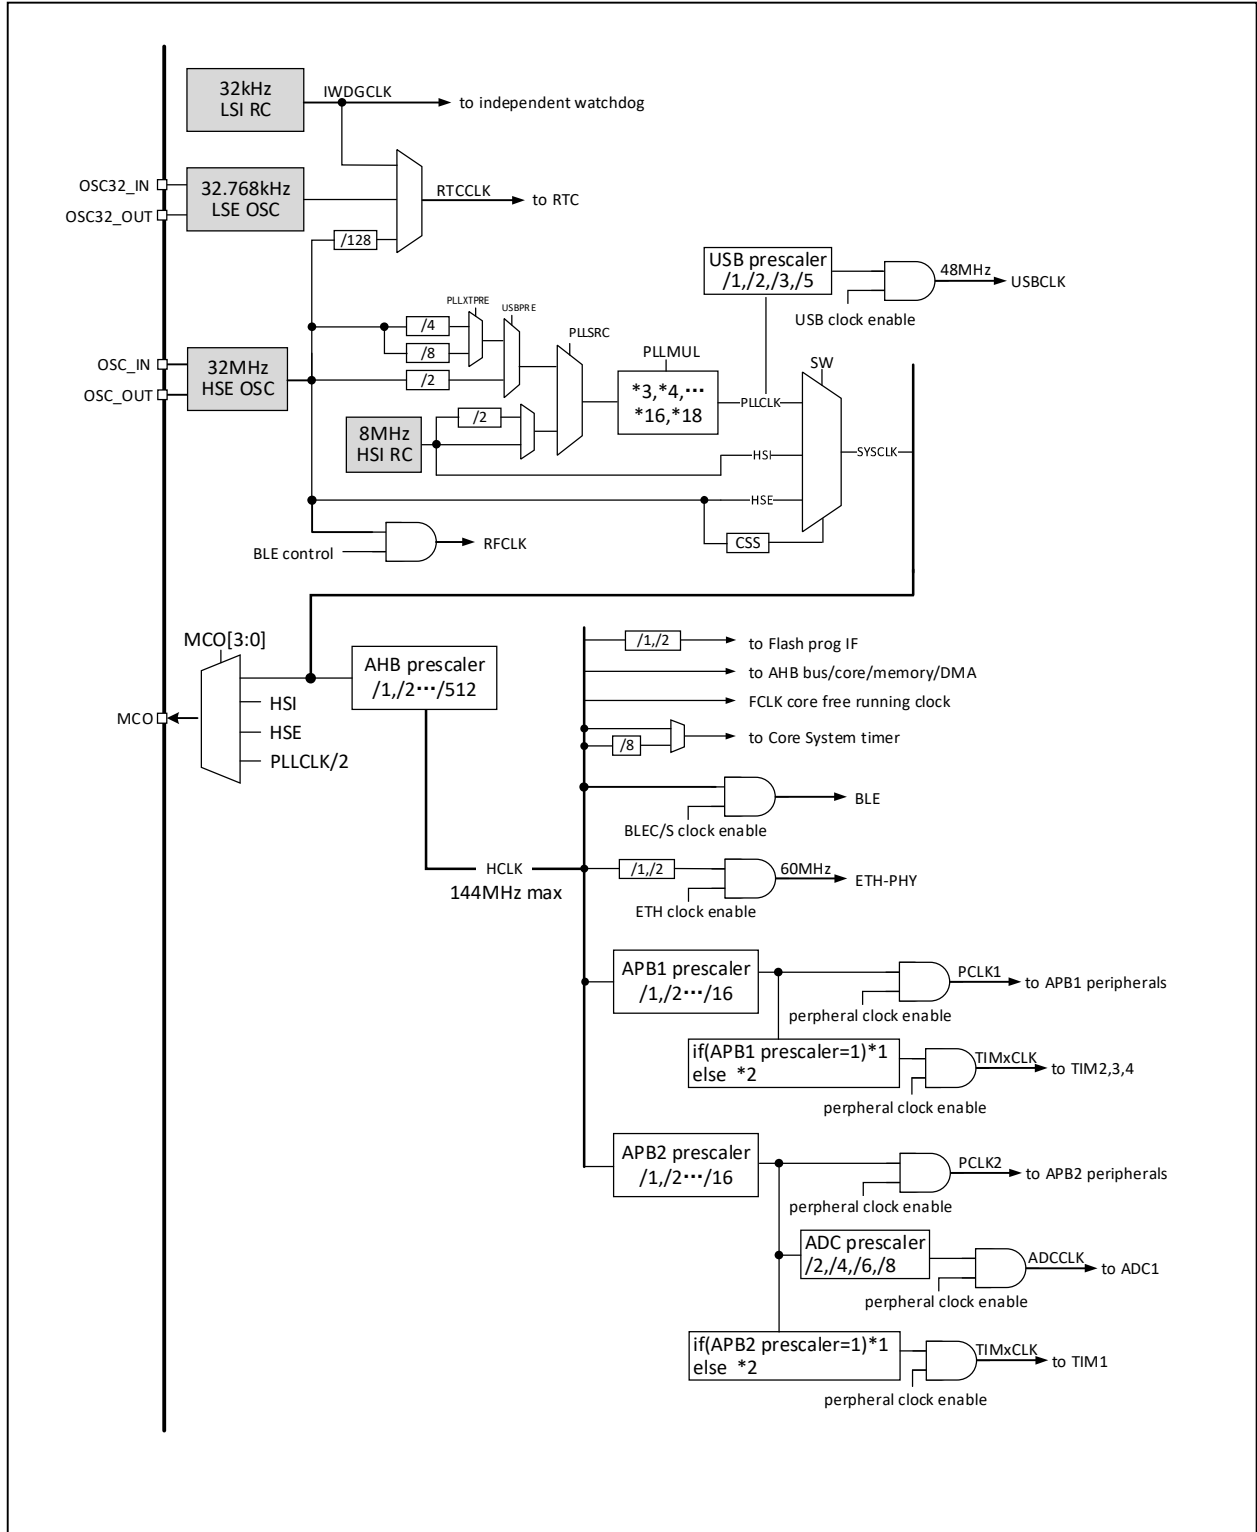 32kHz
LSI RC
IWDGCLK
to independent watchdog
OSC32_IN
OSC32_OUT
32.768kHz
LSE OSC
RTCCLK
to RTC
/128
USB prescaler
/1,/2,/3,/5
48MHz
USBCLK
USB clock enable
PLLXTPRE
USBPRE
PLLSRC
/4
/8
/2
OSC_IN
OSC_OUT
32MHz
HSE OSC
PLLMUL
*3,*4,···
*16,*18
PLLCLK
SW
8MHz
HSI RC
/2
HSI
SYSCLK
HSE
CSS
BLE control
RFCLK
MCO[3:0]
MCO
HSI
HSE
PLLCLK/2
AHB prescaler
/1,/2···/512
/1,/2
to Flash prog IF
to AHB bus/core/memory/DMA
FCLK core free running clock
/8
to Core System timer
BLE
BLEC/S clock enable
HCLK
144MHz max
/1,/2
60MHz
ETH-PHY
ETH clock enable
APB1 prescaler
/1,/2···/16
PCLK1
to APB1 peripherals
perpheral clock enable
if(APB1 prescaler=1)*1
else *2
TIMxCLK
to TIM2,3,4
perpheral clock enable
APB2 prescaler
/1,/2···/16
PCLK2
to APB2 peripherals
perpheral clock enable
ADC prescaler
/2,/4,/6,/8
ADCCLK
to ADC1
perpheral clock enable
if(APB2 prescaler=1)*1
else *2
TIMxCLK
to TIM1
perpheral clock enable